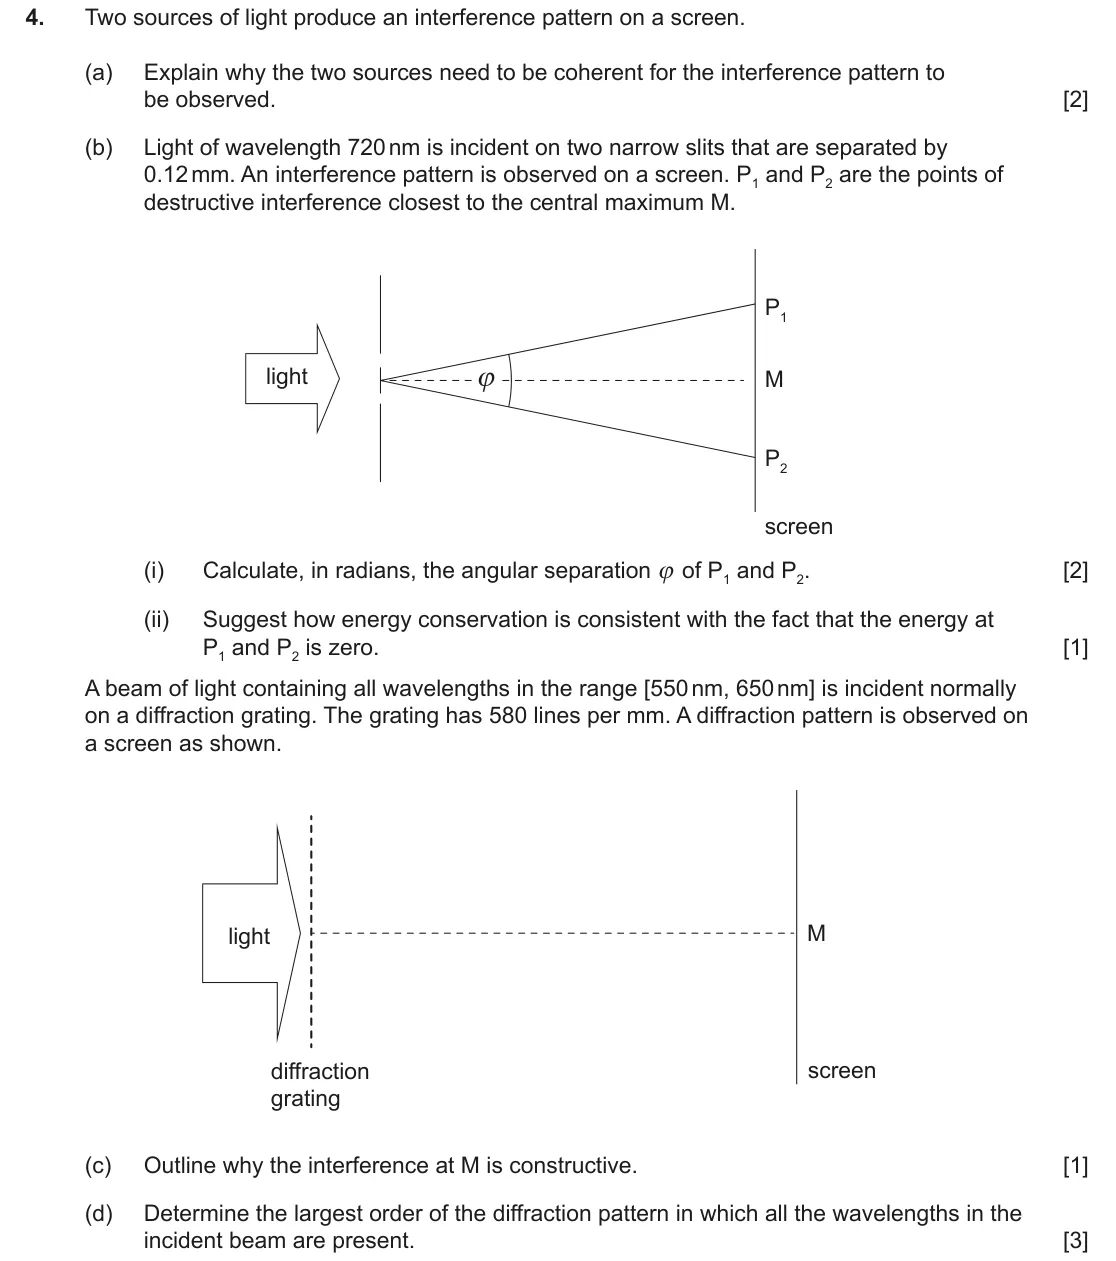 4. Two sources of light produce an interference pattern on a screen.
(a) Explain why the two sources need to be coherent for the interference pattern to
be observed. [2]
(b) Light of wavelength 720 nm is incident on two narrow slits that are separated by
0.12 mm. An interference pattern is observed on a screen. P₁ and P₂ are the points of
destructive interference closest to the central maximum M.
P₁
light
φ
M
P₂
screen
(i) Calculate, in radians, the angular separation φ of P₁ and P₂. [2]
(ii) Suggest how energy conservation is consistent with the fact that the energy at
P₁ and P₂ is zero. [1]
A beam of light containing all wavelengths in the range [550 nm, 650 nm] is incident normally
on a diffraction grating. The grating has 580 lines per mm. A diffraction pattern is observed on
a screen as shown.
light
M
diffraction
grating
screen
(c) Outline why the interference at M is constructive. [1]
(d) Determine the largest order of the diffraction pattern in which all the wavelengths in the
incident beam are present. [3]